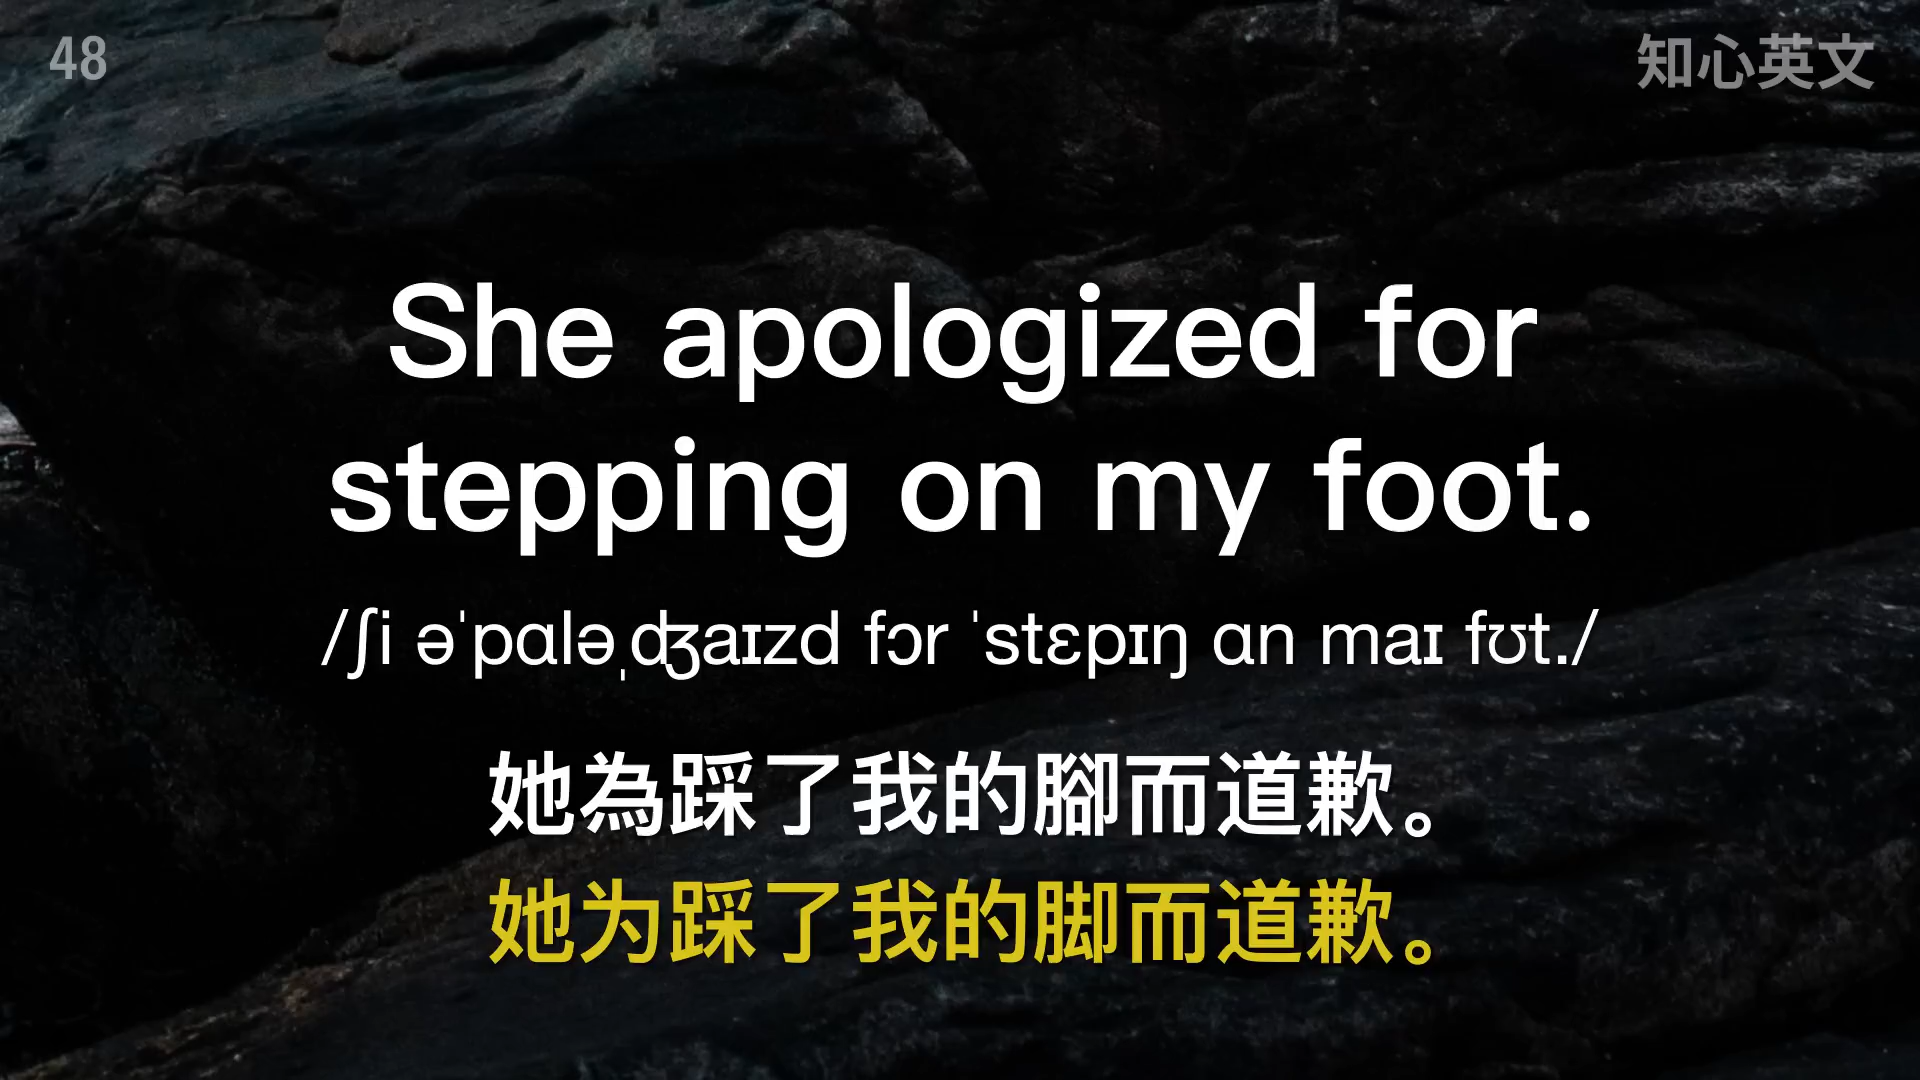 48
知心英文
She apologized for
stepping on my foot.
/ʃi əˈpɑləˌʤaɪzd fɔr ˈstɛpɪŋ ɑn maɪ fʊt./
她為踩了我的腳而道歉。
她为踩了我的脚而道歉。